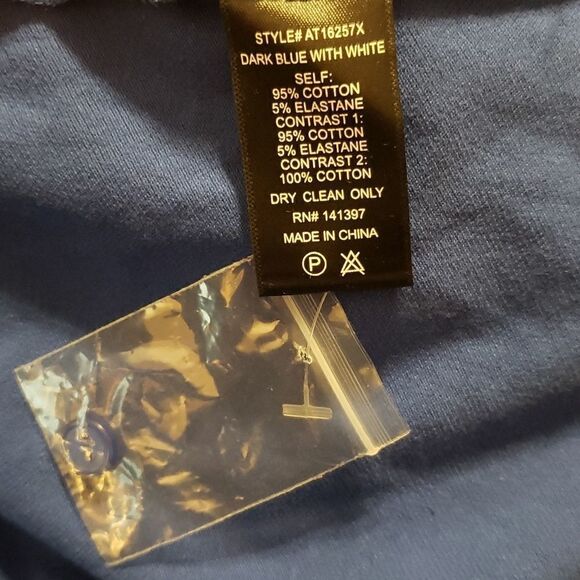 STYLE# AT16257X
DARK BLUE WITH WHITE
SELF:
95% COTTON
5% ELASTANE
CONTRAST 1:
95% COTTON
5% ELASTANE
CONTRAST 2:
100% COTTON
DRY CLEAN ONLY
RN# 141397
MADE IN CHINA
P